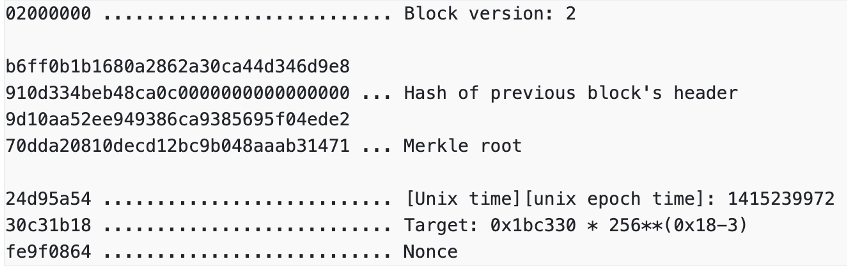 02000000 ........................... Block version: 2
b6ff0b1b1680a2862a30ca44d346d9e8
910d334beb48ca0c0000000000000000 ... Hash of previous block's header
9d10aa52ee949386ca9385695f04ede2
70dda20810decd12bc9b048aaab31471 ... Merkle root
24d95a54 ........................... [Unix time][unix epoch time]: 1415239972
30c31b18 ........................... Target: 0x1bc330 * 256**(0x18-3)
fe9f0864 ........................... Nonce